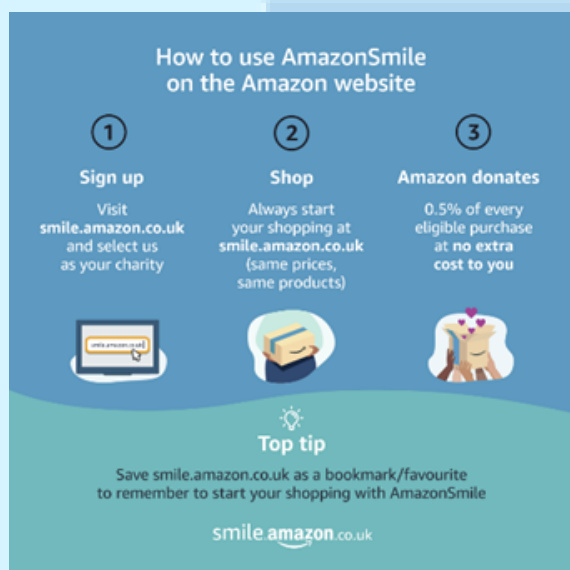 How to use AmazonSmile
on the Amazon website
1
Sign up
Visit
smile.amazon.co.uk
and select us
as your charity
smile.amazon.co.uk
2
Shop
Always start
your shopping at
smile.amazon.co.uk
(same prices,
same products)
3
Amazon donates
0.5% of every
eligible purchase
at no extra
cost to you
Top tip
Save smile.amazon.co.uk as a bookmark/favourite
to remember to start your shopping with AmazonSmile
smile.amazon.co.uk